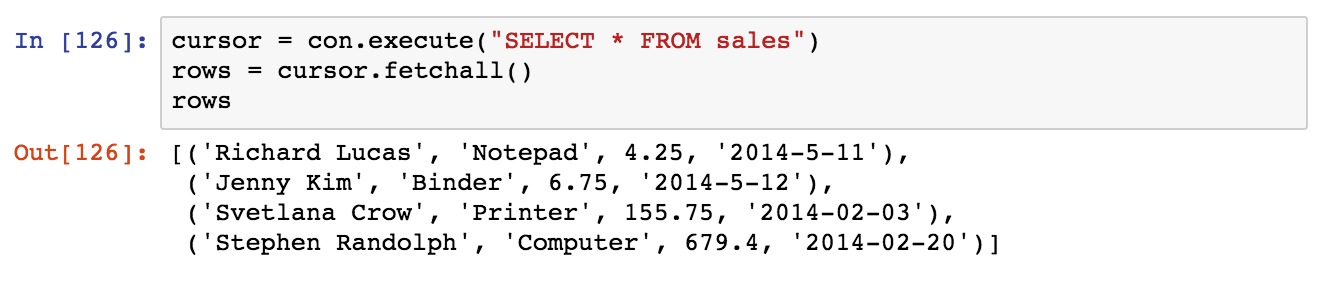 In [126]: cursor = con.execute("SELECT * FROM sales")
rows = cursor.fetchall()
rows
Out[126]: [('Richard Lucas', 'Notepad', 4.25, '2014-5-11'),
('Jenny Kim', 'Binder', 6.75, '2014-5-12'),
('Svetlana Crow', 'Printer', 155.75, '2014-02-03'),
('Stephen Randolph', 'Computer', 679.4, '2014-02-20')]